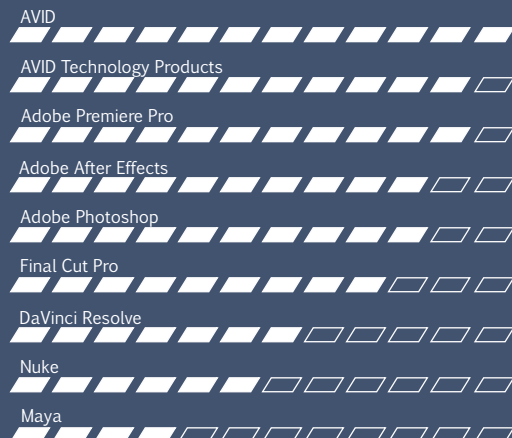 AVID
AVID Technology Products
Adobe Premiere Pro
Adobe After Effects
Adobe Photoshop
Final Cut Pro
DaVinci Resolve
Nuke
Maya